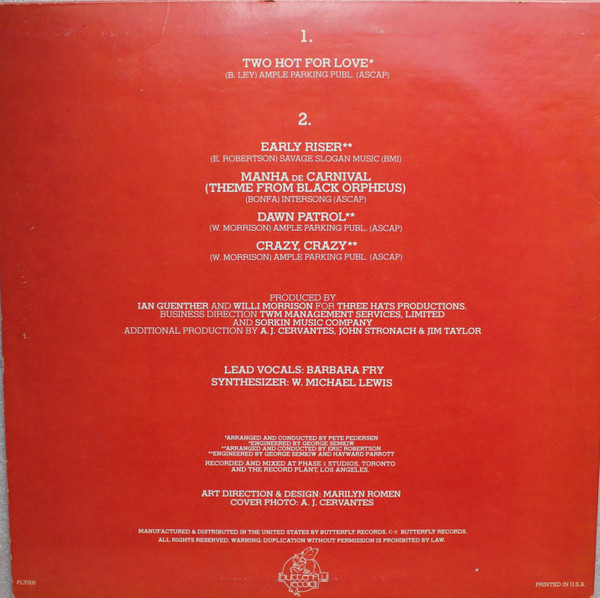 1.
TWO HOT FOR LOVE*
(B. LEY) AMPLE PARKING PUBL. (ASCAP)
2.
EARLY RISER**
(E. ROBERTSON) SAVAGE SLOGAN MUSIC (BMI)
MANHA DE CARNIVAL
(THEME FROM BLACK ORPHEUS)
(BONFA) INTERSONG (ASCAP)
DAWN PATROL**
(W. MORRISON) AMPLE PARKING PUBL. (ASCAP)
CRAZY, CRAZY**
(W. MORRISON) AMPLE PARKING PUBL. (ASCAP)
PRODUCED BY
IAN GUENTHER AND WILLI MORRISON FOR THREE HATS PRODUCTIONS.
BUSINESS DIRECTION TWM MANAGEMENT SERVICES, LIMITED
AND SORKIN MUSIC COMPANY
ADDITIONAL PRODUCTION BY A. J. CERVANTES, JOHN STRONACH & JIM TAYLOR
LEAD VOCALS: BARBARA FRY
SYNTHESIZER: W. MICHAEL LEWIS
*ARRANGED AND CONDUCTED BY PETE PEDERSEN
*ENGINEERED BY GEORGE SEMKIW
**ARRANGED AND CONDUCTED BY ERIC ROBERTSON
**ENGINEERED BY GEORGE SEMKIW AND HAYWARD PARROTT
RECORDED AND MIXED AT PHASE 1 STUDIOS, TORONTO
AND THE RECORD PLANT, LOS ANGELES.
ART DIRECTION & DESIGN: MARILYN ROMEN
COVER PHOTO: A. J. CERVANTES
MANUFACTURED & DISTRIBUTED IN THE UNITED STATES BY BUTTERFLY RECORDS. © ℗ BUTTERFLY RECORDS.
ALL RIGHTS RESERVED. WARNING: DUPLICATION WITHOUT PERMISSION IS PROHIBITED BY LAW.
butterfly
records
FLY005
PRINTED IN U.S.A.